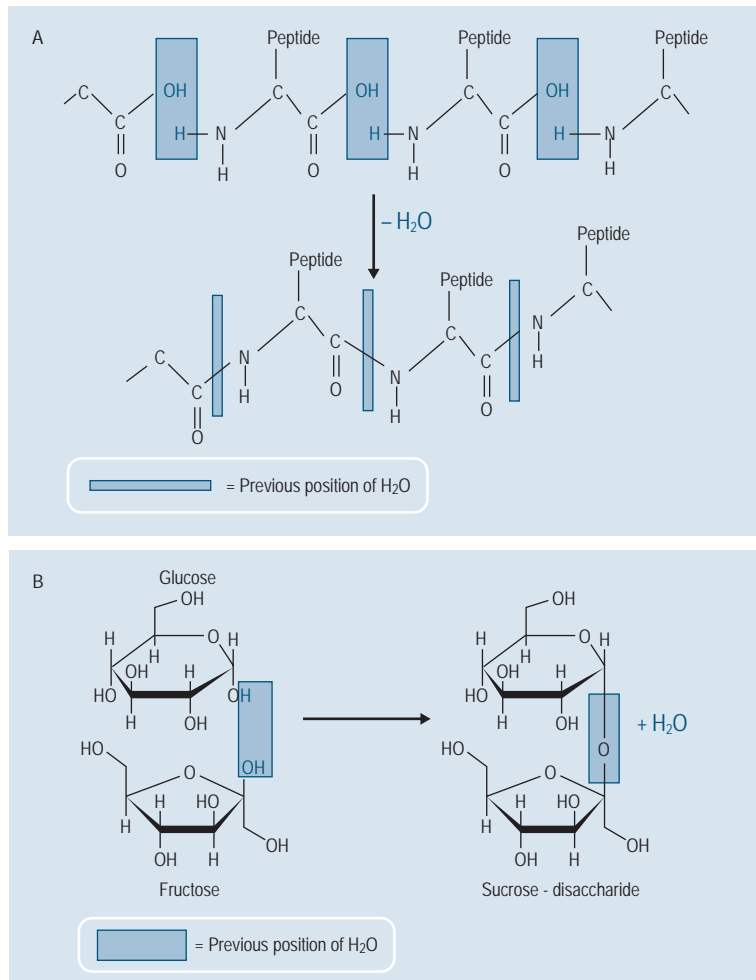 A
Peptide Peptide Peptide
C OH C OH C OH C
C H N C H N C H N
O H O H O H
– H₂O
Peptide
Peptide
Peptide
C
C C N
C N C C N C H
C H O H O
O
= Previous position of H₂O
B
Glucose
OH
H O H
H
OH H
HO OH
H OH
HO OH
O
H HO
H OH
OH H
Fructose
OH
H O H
H
OH H
HO
H OH
+ H₂O
HO O
O
H HO
H OH
OH H
Sucrose - disaccharide
= Previous position of H₂O